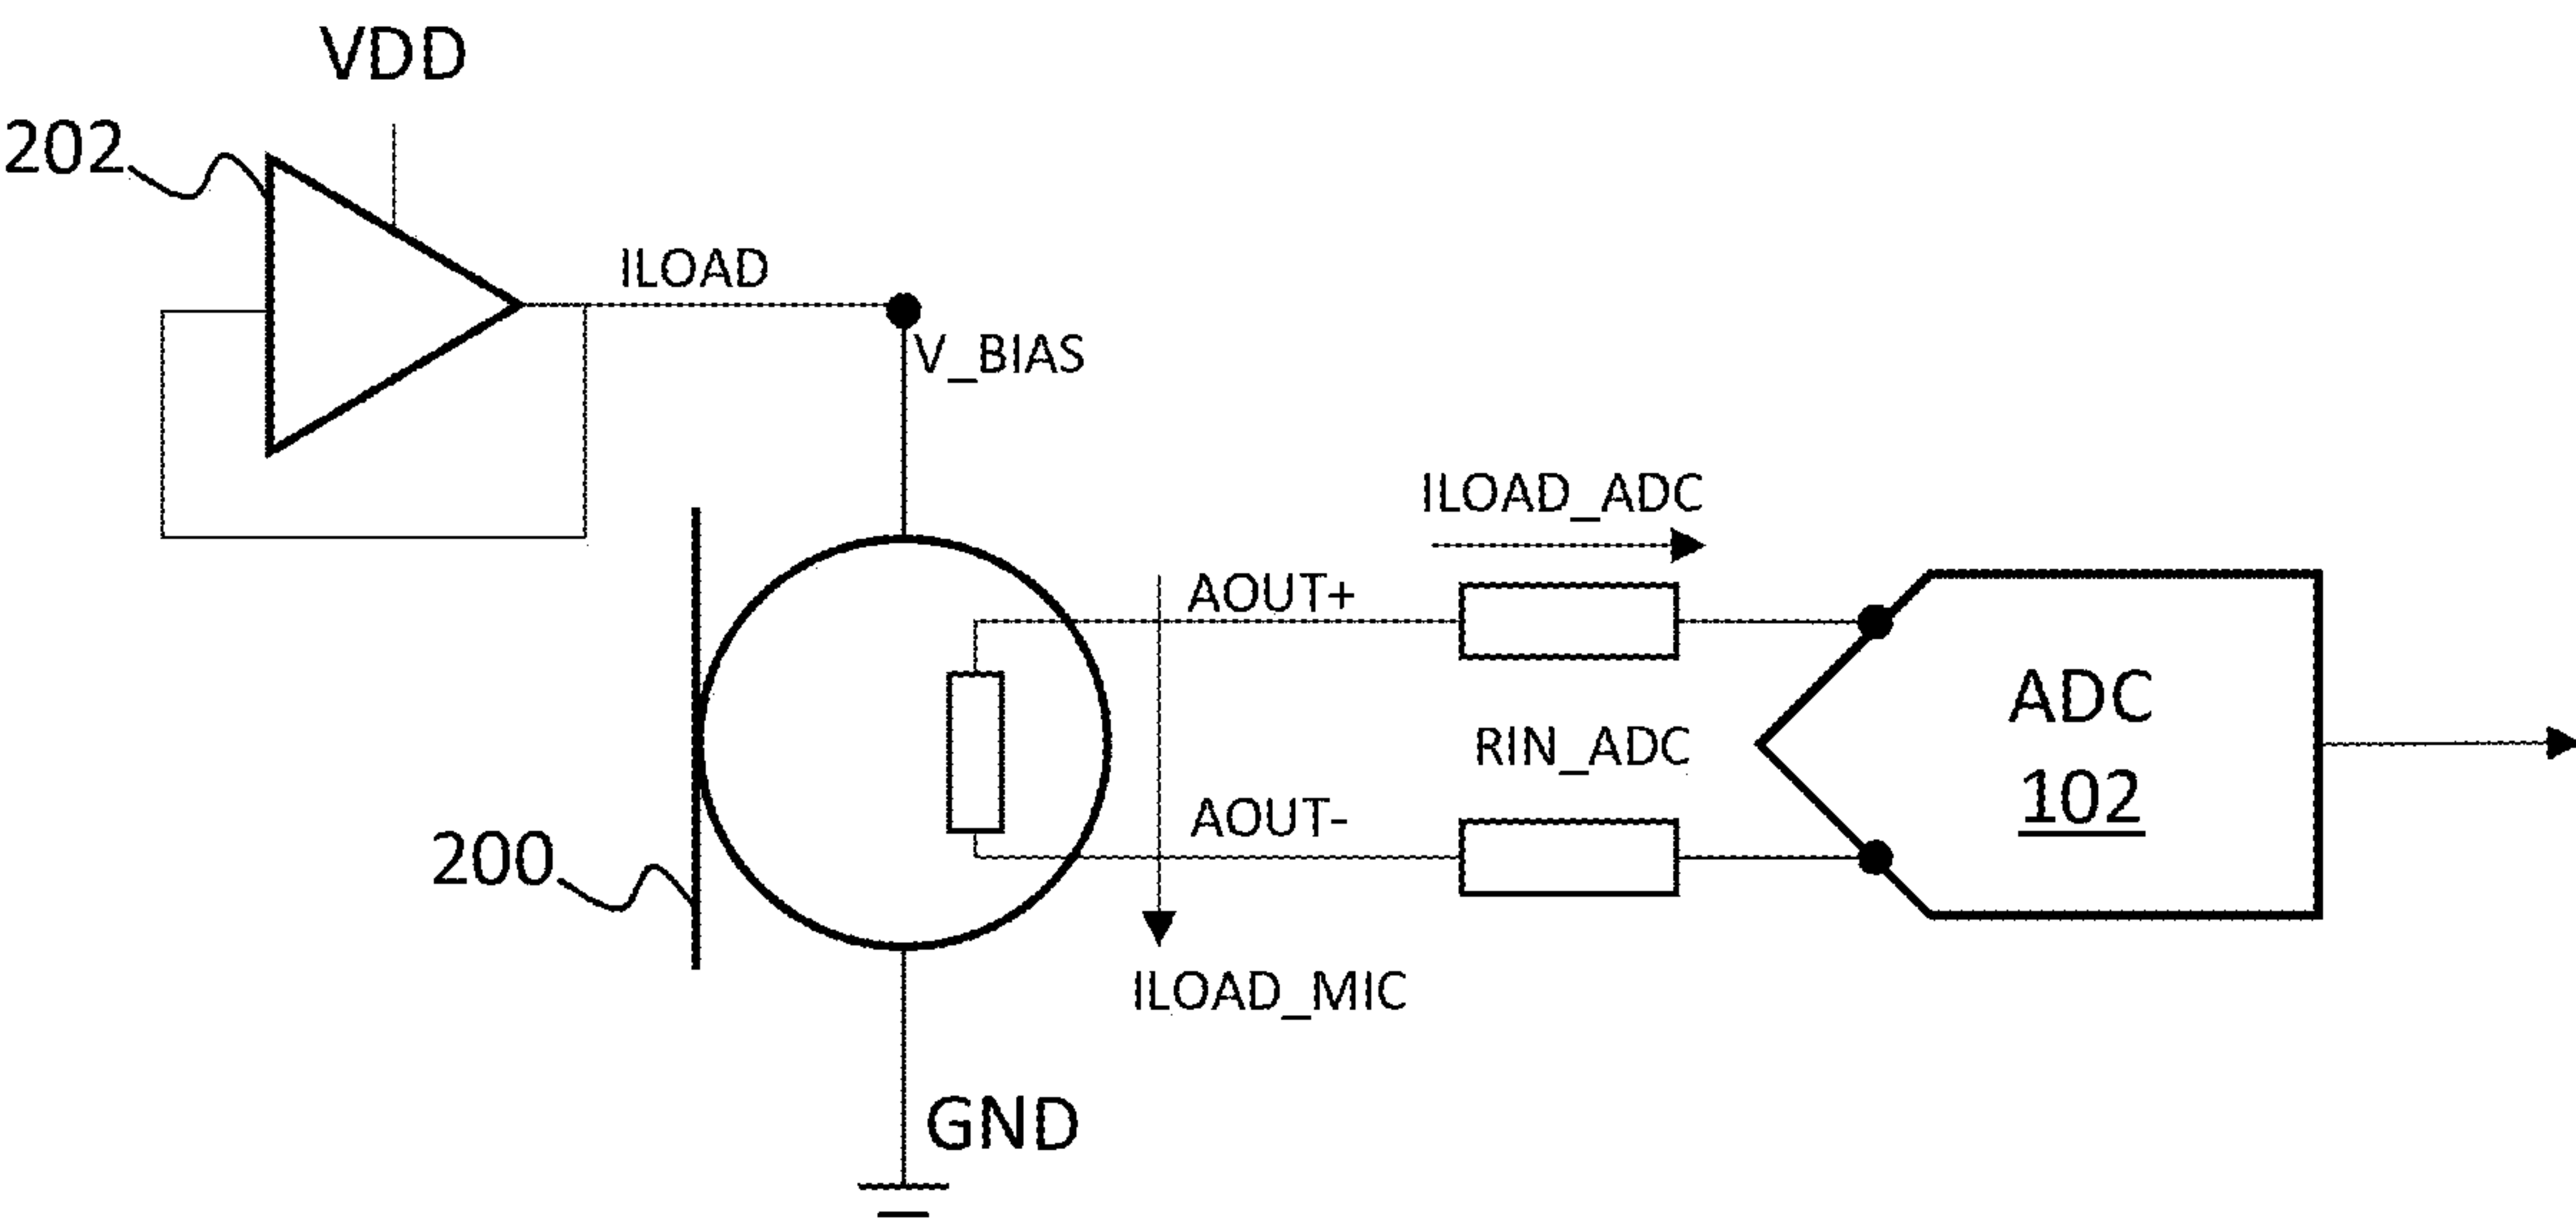 VDD
202
ILOAD
V_BIAS
ILOAD_ADC
AOUT+
ADC
RIN_ADC
102
AOUT-
200
ILOAD_MIC
GND